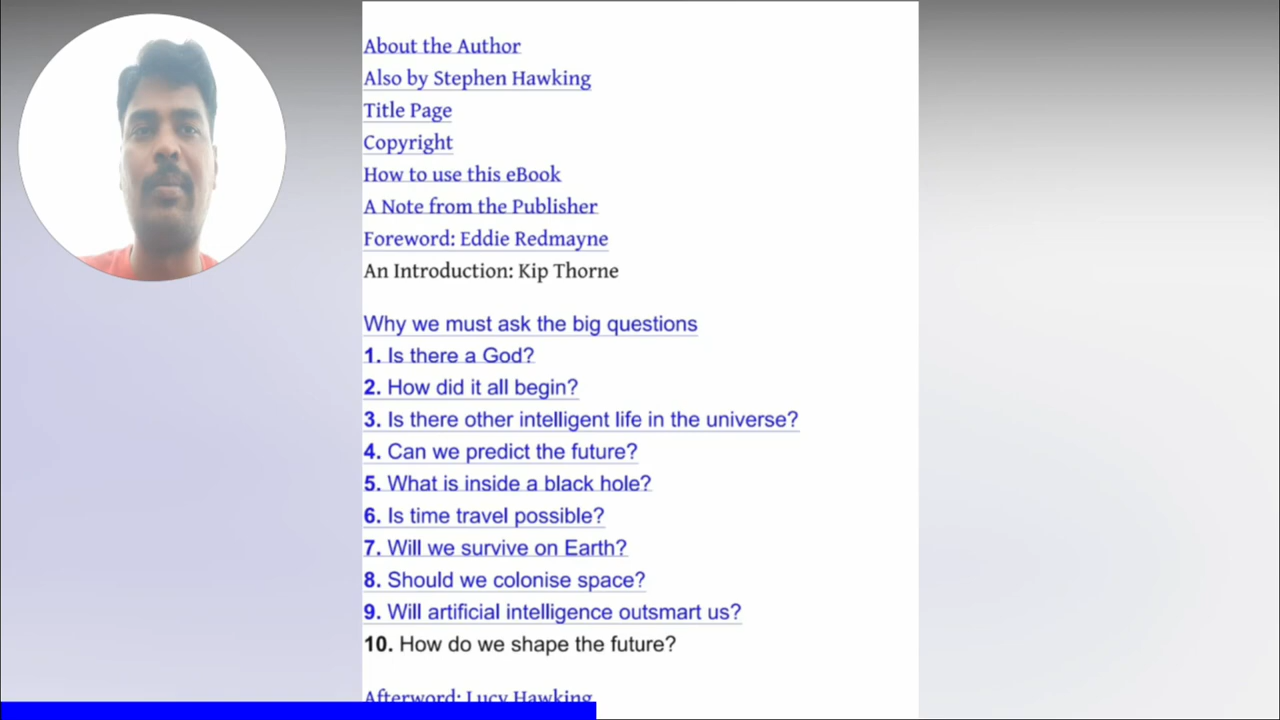 About the Author
Also by Stephen Hawking
Title Page
Copyright
How to use this eBook
A Note from the Publisher
Foreword: Eddie Redmayne
An Introduction: Kip Thorne
Why we must ask the big questions
1. Is there a God?
2. How did it all begin?
3. Is there other intelligent life in the universe?
4. Can we predict the future?
5. What is inside a black hole?
6. Is time travel possible?
7. Will we survive on Earth?
8. Should we colonise space?
9. Will artificial intelligence outsmart us?
10. How do we shape the future?
Afterword: Lucy Hawking